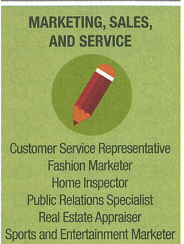 MARKETING, SALES,
AND SERVICE
Customer Service Representative
Fashion Marketer
Home Inspector
Public Relations Specialist
Real Estate Appraiser
Sports and Entertainment Marketer